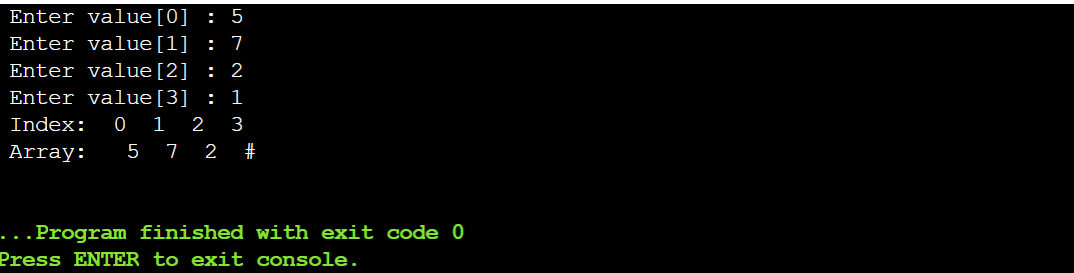 Enter value[0] : 5
Enter value[1] : 7
Enter value[2] : 2
Enter value[3] : 1
Index:  0  1  2  3
Array:   5  7  2  #
...Program finished with exit code 0
Press ENTER to exit console.